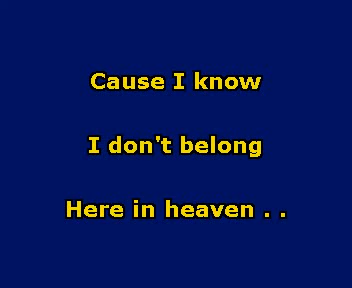 Cause I know
I don't belong
Here in heaven . .